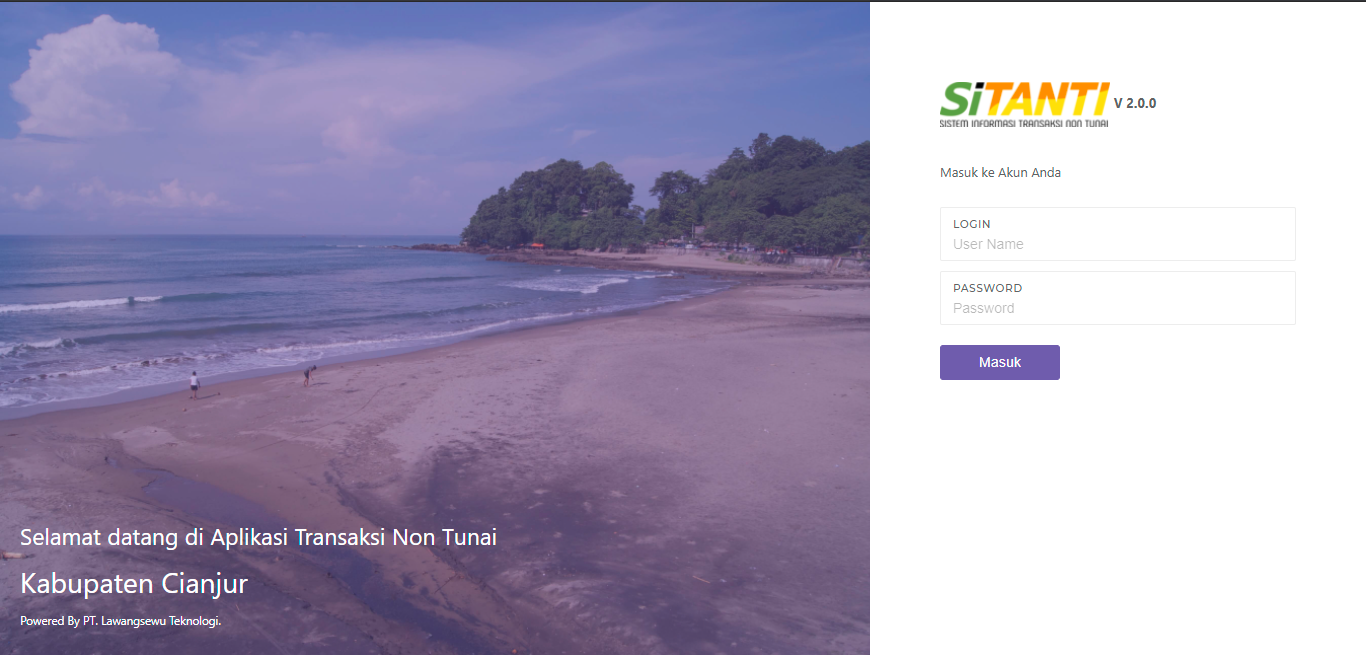 SiTANTI V 2.0.0
SISTEM INFORMASI TRANSAKSI NON TUNAI
Masuk ke Akun Anda
LOGIN
User Name
PASSWORD
Password
Masuk
Selamat datang di Aplikasi Transaksi Non Tunai
Kabupaten Cianjur
Powered By PT. Lawangsewu Teknologi.